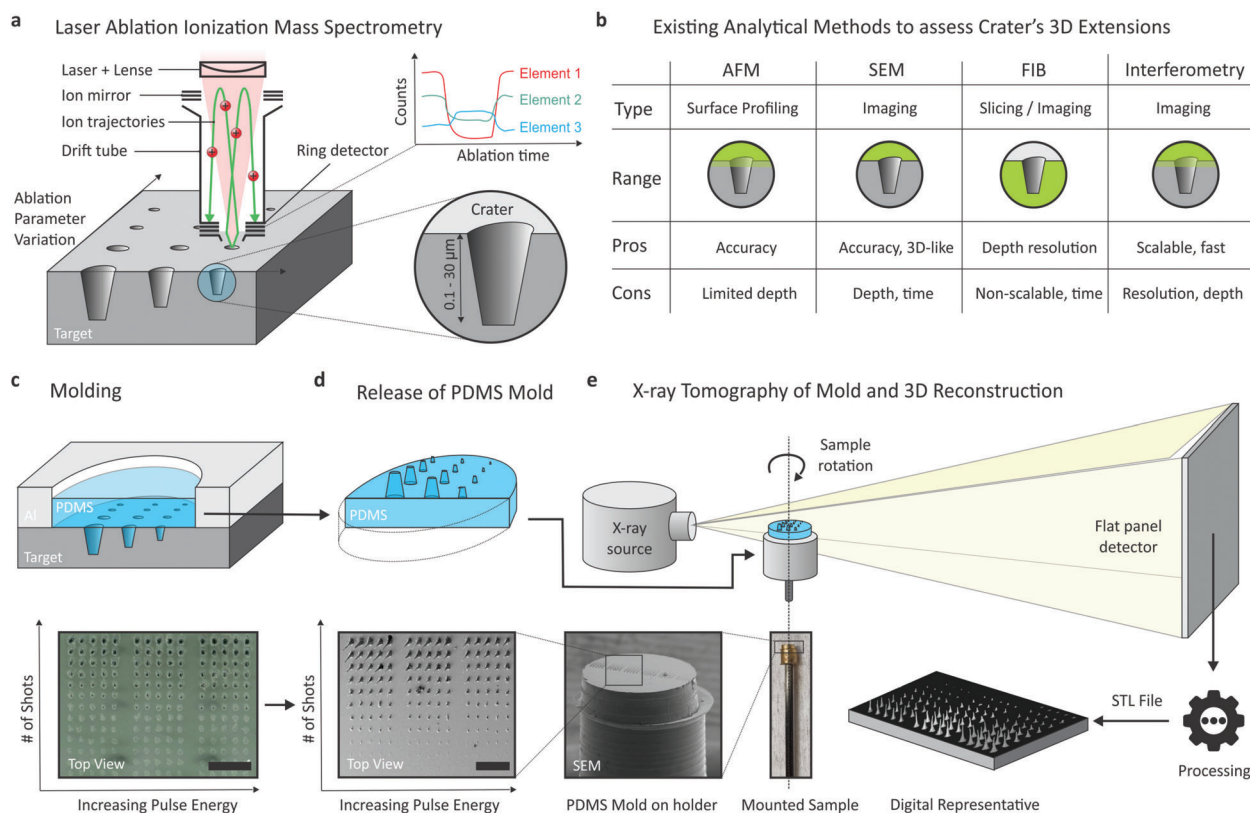 a
Laser Ablation Ionization Mass Spectrometry
Laser + Lense
Ion mirror
Ion trajectories
Drift tube
Ring detector
Ablation
Parameter
Variation
Target
Counts
Element 1
Element 2
Element 3
Ablation time
Crater
0.1 - 30 µm
b
Existing Analytical Methods to assess Crater's 3D Extensions
AFM SEM FIB Interferometry
Type Surface Profiling Imaging Slicing / Imaging Imaging
Range
Pros Accuracy Accuracy, 3D-like Depth resolution Scalable, fast
Cons Limited depth Depth, time Non-scalable, time Resolution, depth
c
Molding
Al
PDMS
Target
# of Shots
Top View
Increasing Pulse Energy
d
Release of PDMS Mold
PDMS
# of Shots
Top View
Increasing Pulse Energy
e
X-ray Tomography of Mold and 3D Reconstruction
Sample
rotation
X-ray
source
Flat panel
detector
SEM
PDMS Mold on holder
Mounted Sample
STL File
Processing
Digital Representative